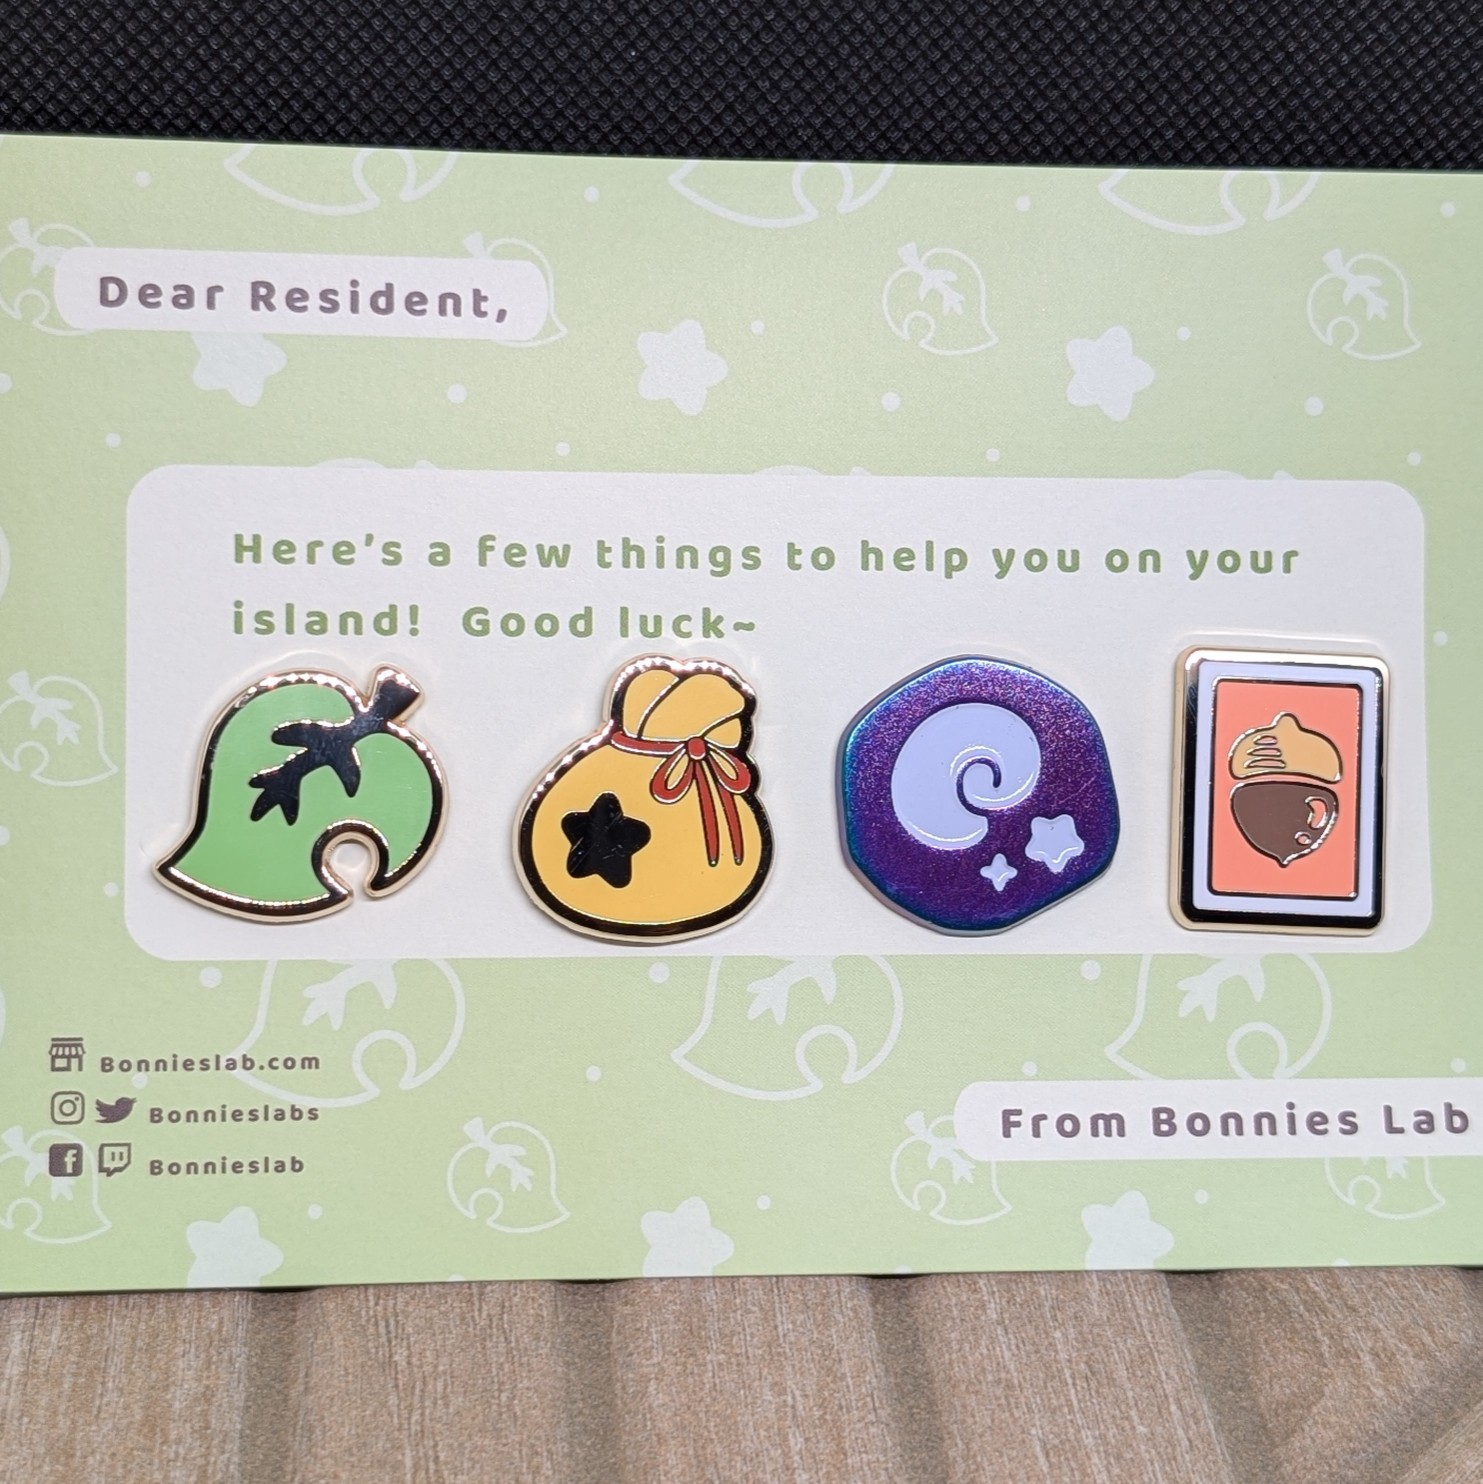 Dear Resident,
Here's a few things to help you on your
island! Good luck~
Bonnieslab.com
Bonnieslabs
Bonnieslab
From Bonnies Lab